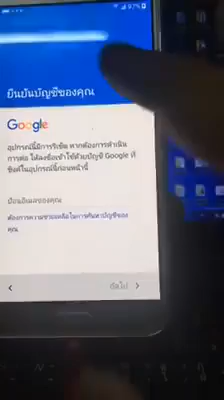 97%
ยืนยันบัญชีของคุณ
Google
อุปกรณ์นี้มีการรีเซ็ต หากต้องการดำเนิน
การต่อ ให้ลงชื่อเข้าใช้ด้วยบัญชี Google ที่
ซิงค์ในอุปกรณ์นี้ก่อนหน้านี้
ป้อนอีเมลของคุณ
ต้องการความช่วยเหลือในการค้นหาบัญชีของ
คุณ
ถัดไป